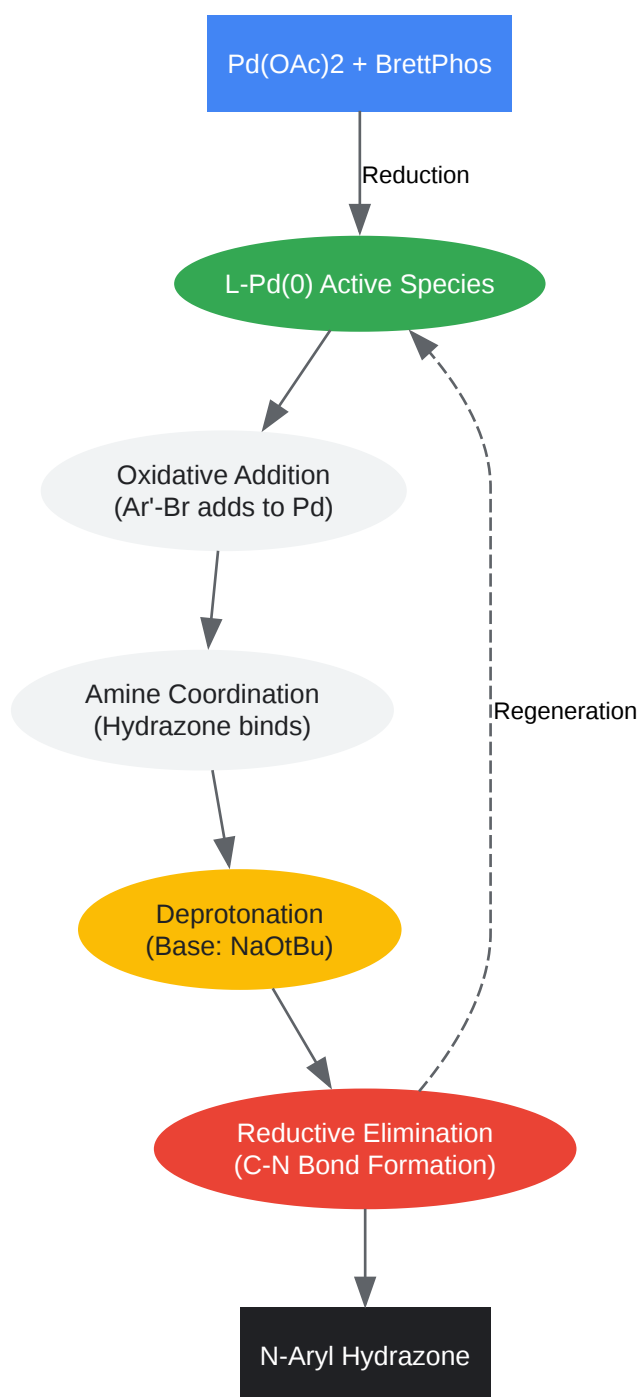 Pd(OAc)2 + BrettPhos
Reduction
L-Pd(0) Active Species
Oxidative Addition
(Ar'-Br adds to Pd)
Amine Coordination
(Hydrazone binds)
Regeneration
Deprotonation
(Base: NaOtBu)
Reductive Elimination
(C-N Bond Formation)
N-Aryl Hydrazone